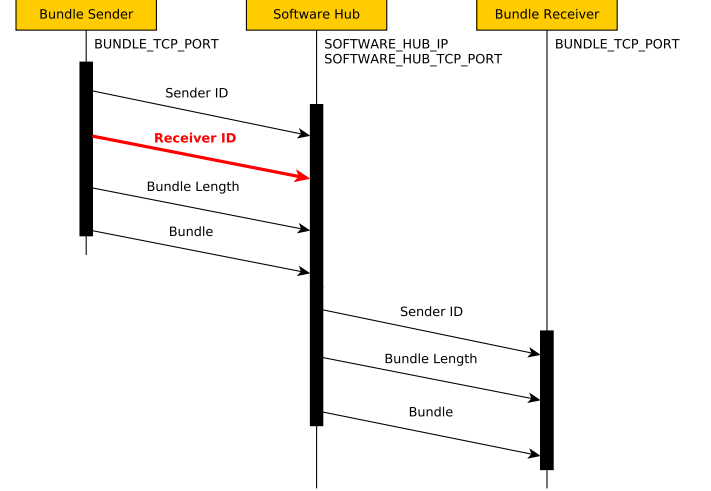 Bundle Sender
Software Hub
Bundle Receiver
BUNDLE_TCP_PORT
SOFTWARE_HUB_IP
SOFTWARE_HUB_TCP_PORT
BUNDLE_TCP_PORT
Sender ID
Receiver ID
Bundle Length
Bundle
Sender ID
Bundle Length
Bundle